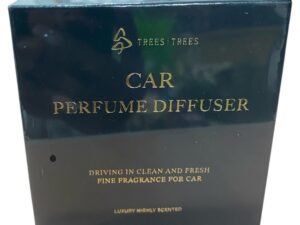 TREES TREES
CAR
PERFUME DIFFUSER
DRIVING IN CLEAN AND FRESH
FINE FRAGRANCE FOR CAR
LUXURY HIGHLY SCENTED